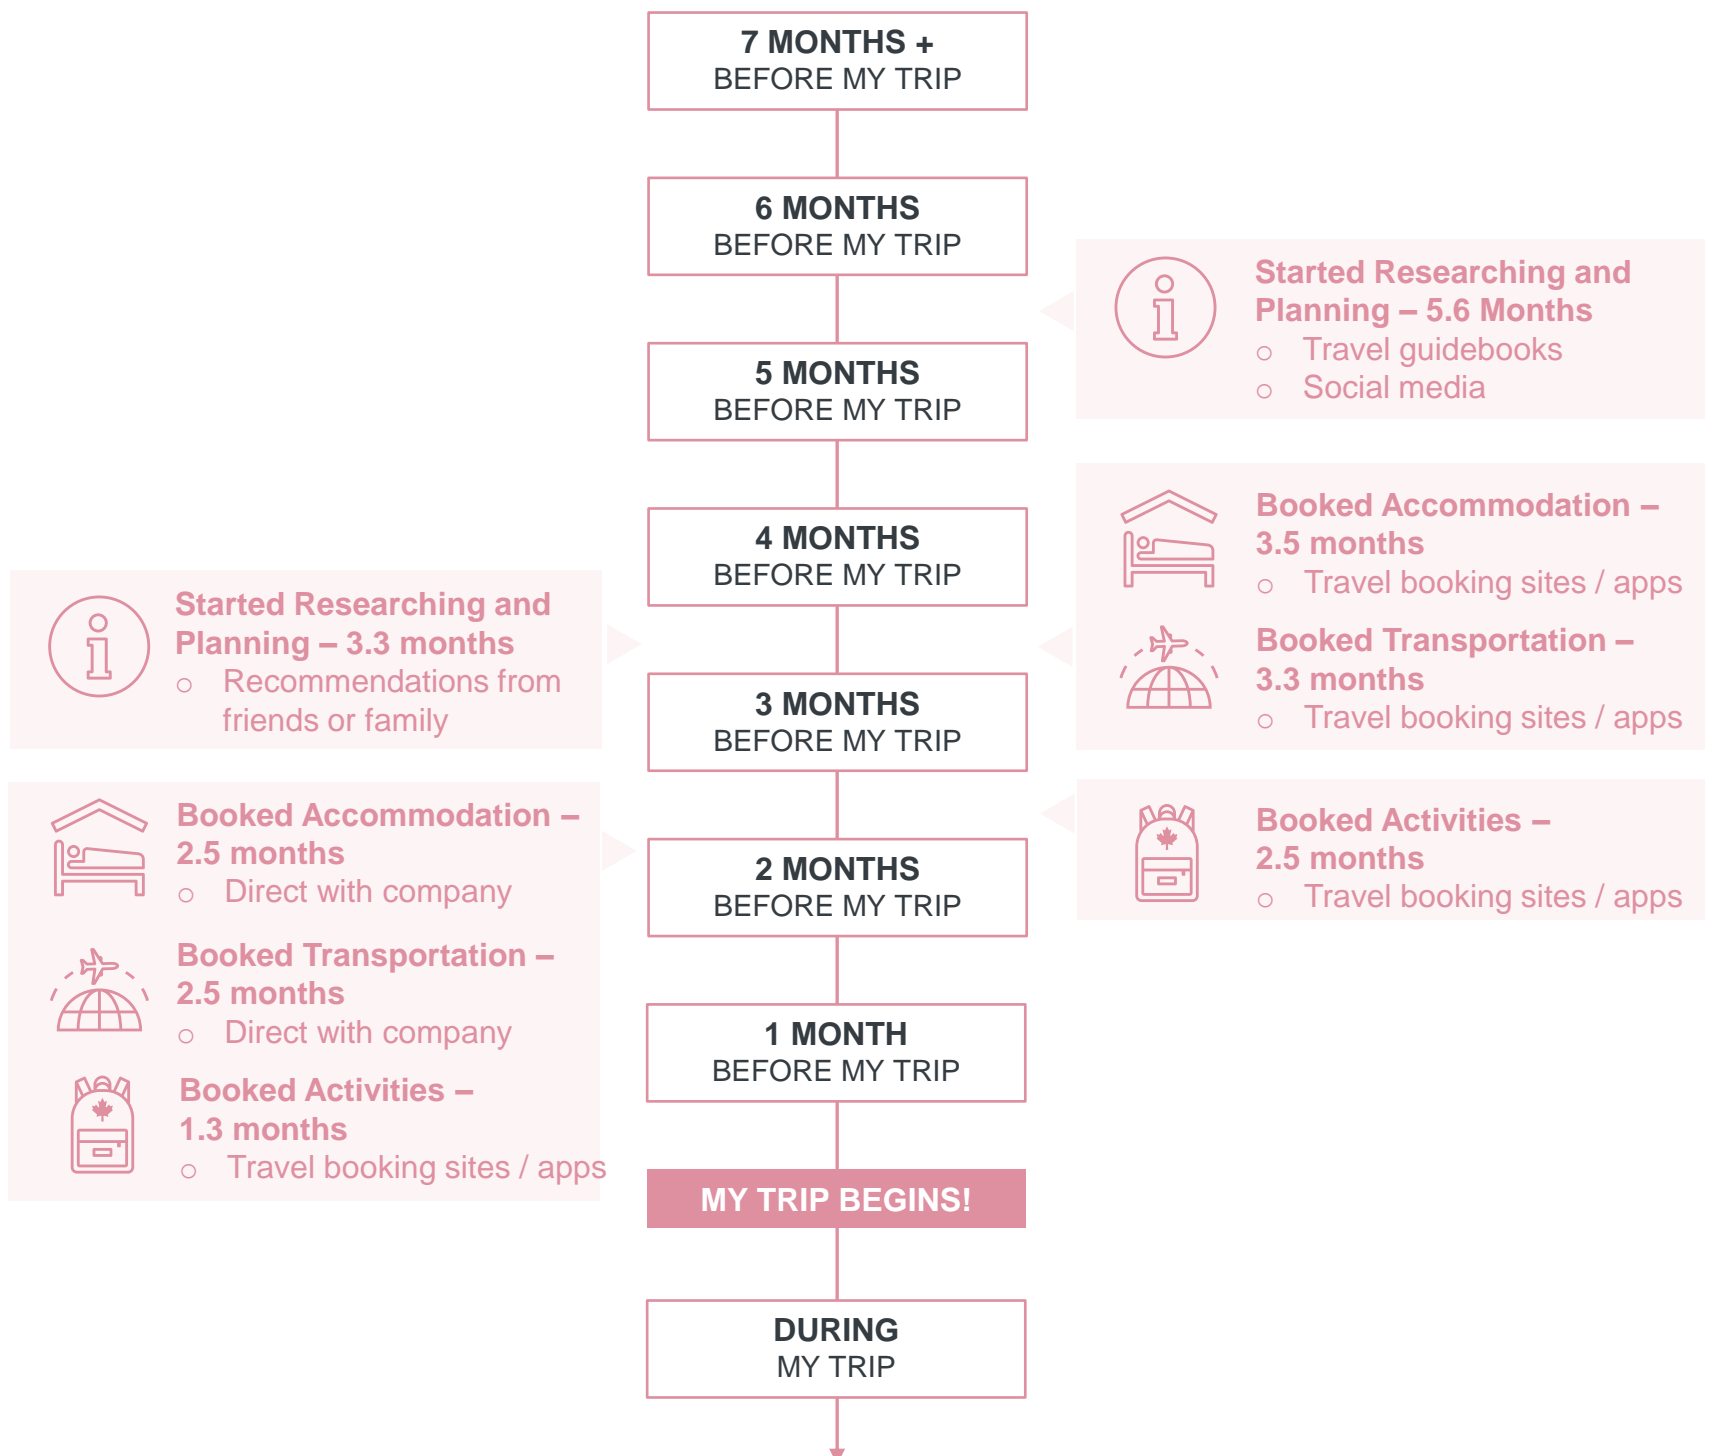 7 MONTHS +
BEFORE MY TRIP
6 MONTHS
BEFORE MY TRIP
Started Researching and
Planning – 5.6 Months
○ Travel guidebooks
○ Social media
5 MONTHS
BEFORE MY TRIP
4 MONTHS
BEFORE MY TRIP
Booked Accommodation –
3.5 months
○ Travel booking sites / apps
Booked Transportation –
3.3 months
○ Travel booking sites / apps
Started Researching and
Planning – 3.3 months
○ Recommendations from
friends or family
3 MONTHS
BEFORE MY TRIP
Booked Accommodation –
2.5 months
○ Direct with company
Booked Transportation –
2.5 months
○ Direct with company
Booked Activities –
1.3 months
○ Travel booking sites / apps
Booked Activities –
2.5 months
○ Travel booking sites / apps
2 MONTHS
BEFORE MY TRIP
1 MONTH
BEFORE MY TRIP
MY TRIP BEGINS!
DURING
MY TRIP